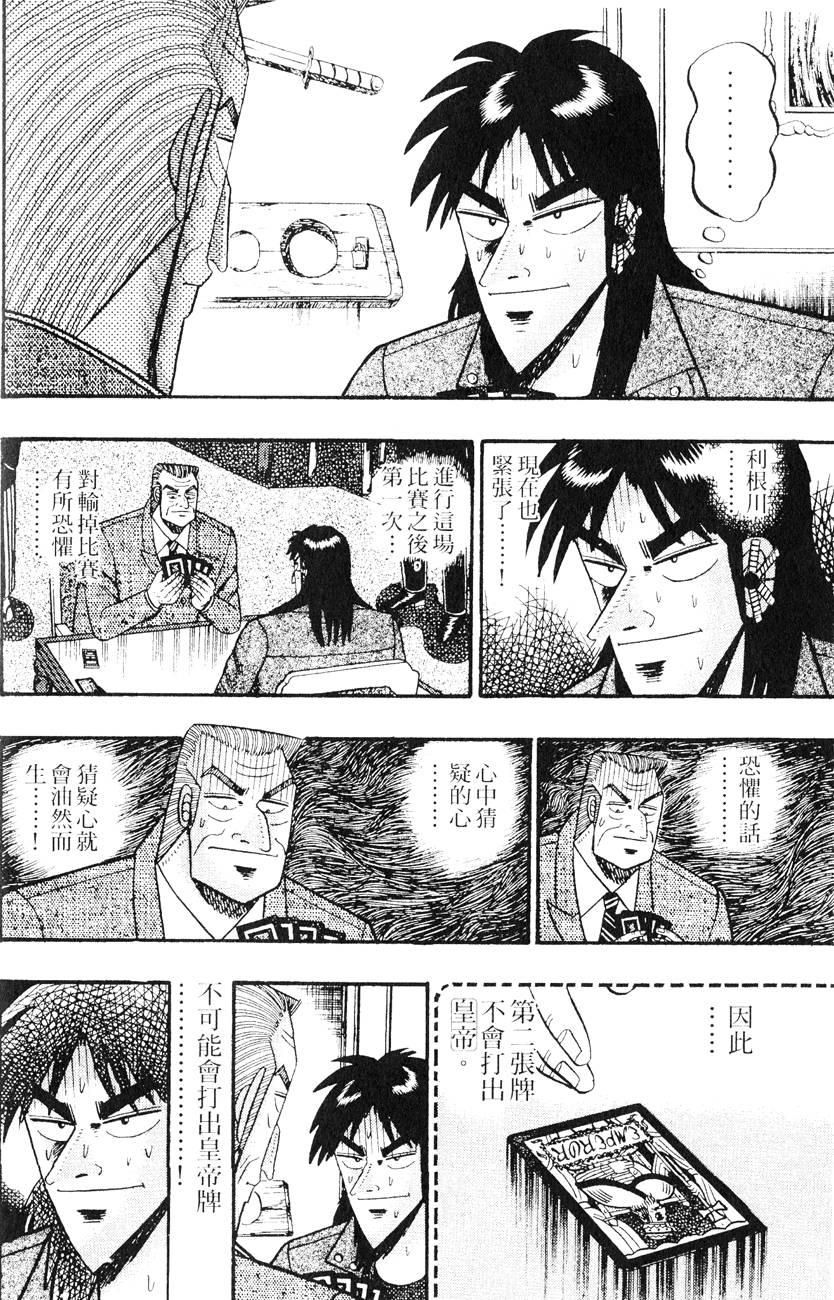 ………
利根川
……
現在也
緊張了……！
進行這場
比賽之後
第一次…
對輸掉比賽
有所恐懼
……
恐懼的話
……
心中猜
疑的心
……
猜疑心就
會油然而
生……！
因此
……
第二張牌
不會打出
皇帝。
EMPEROR
………
不可能會打出皇帝牌
………！